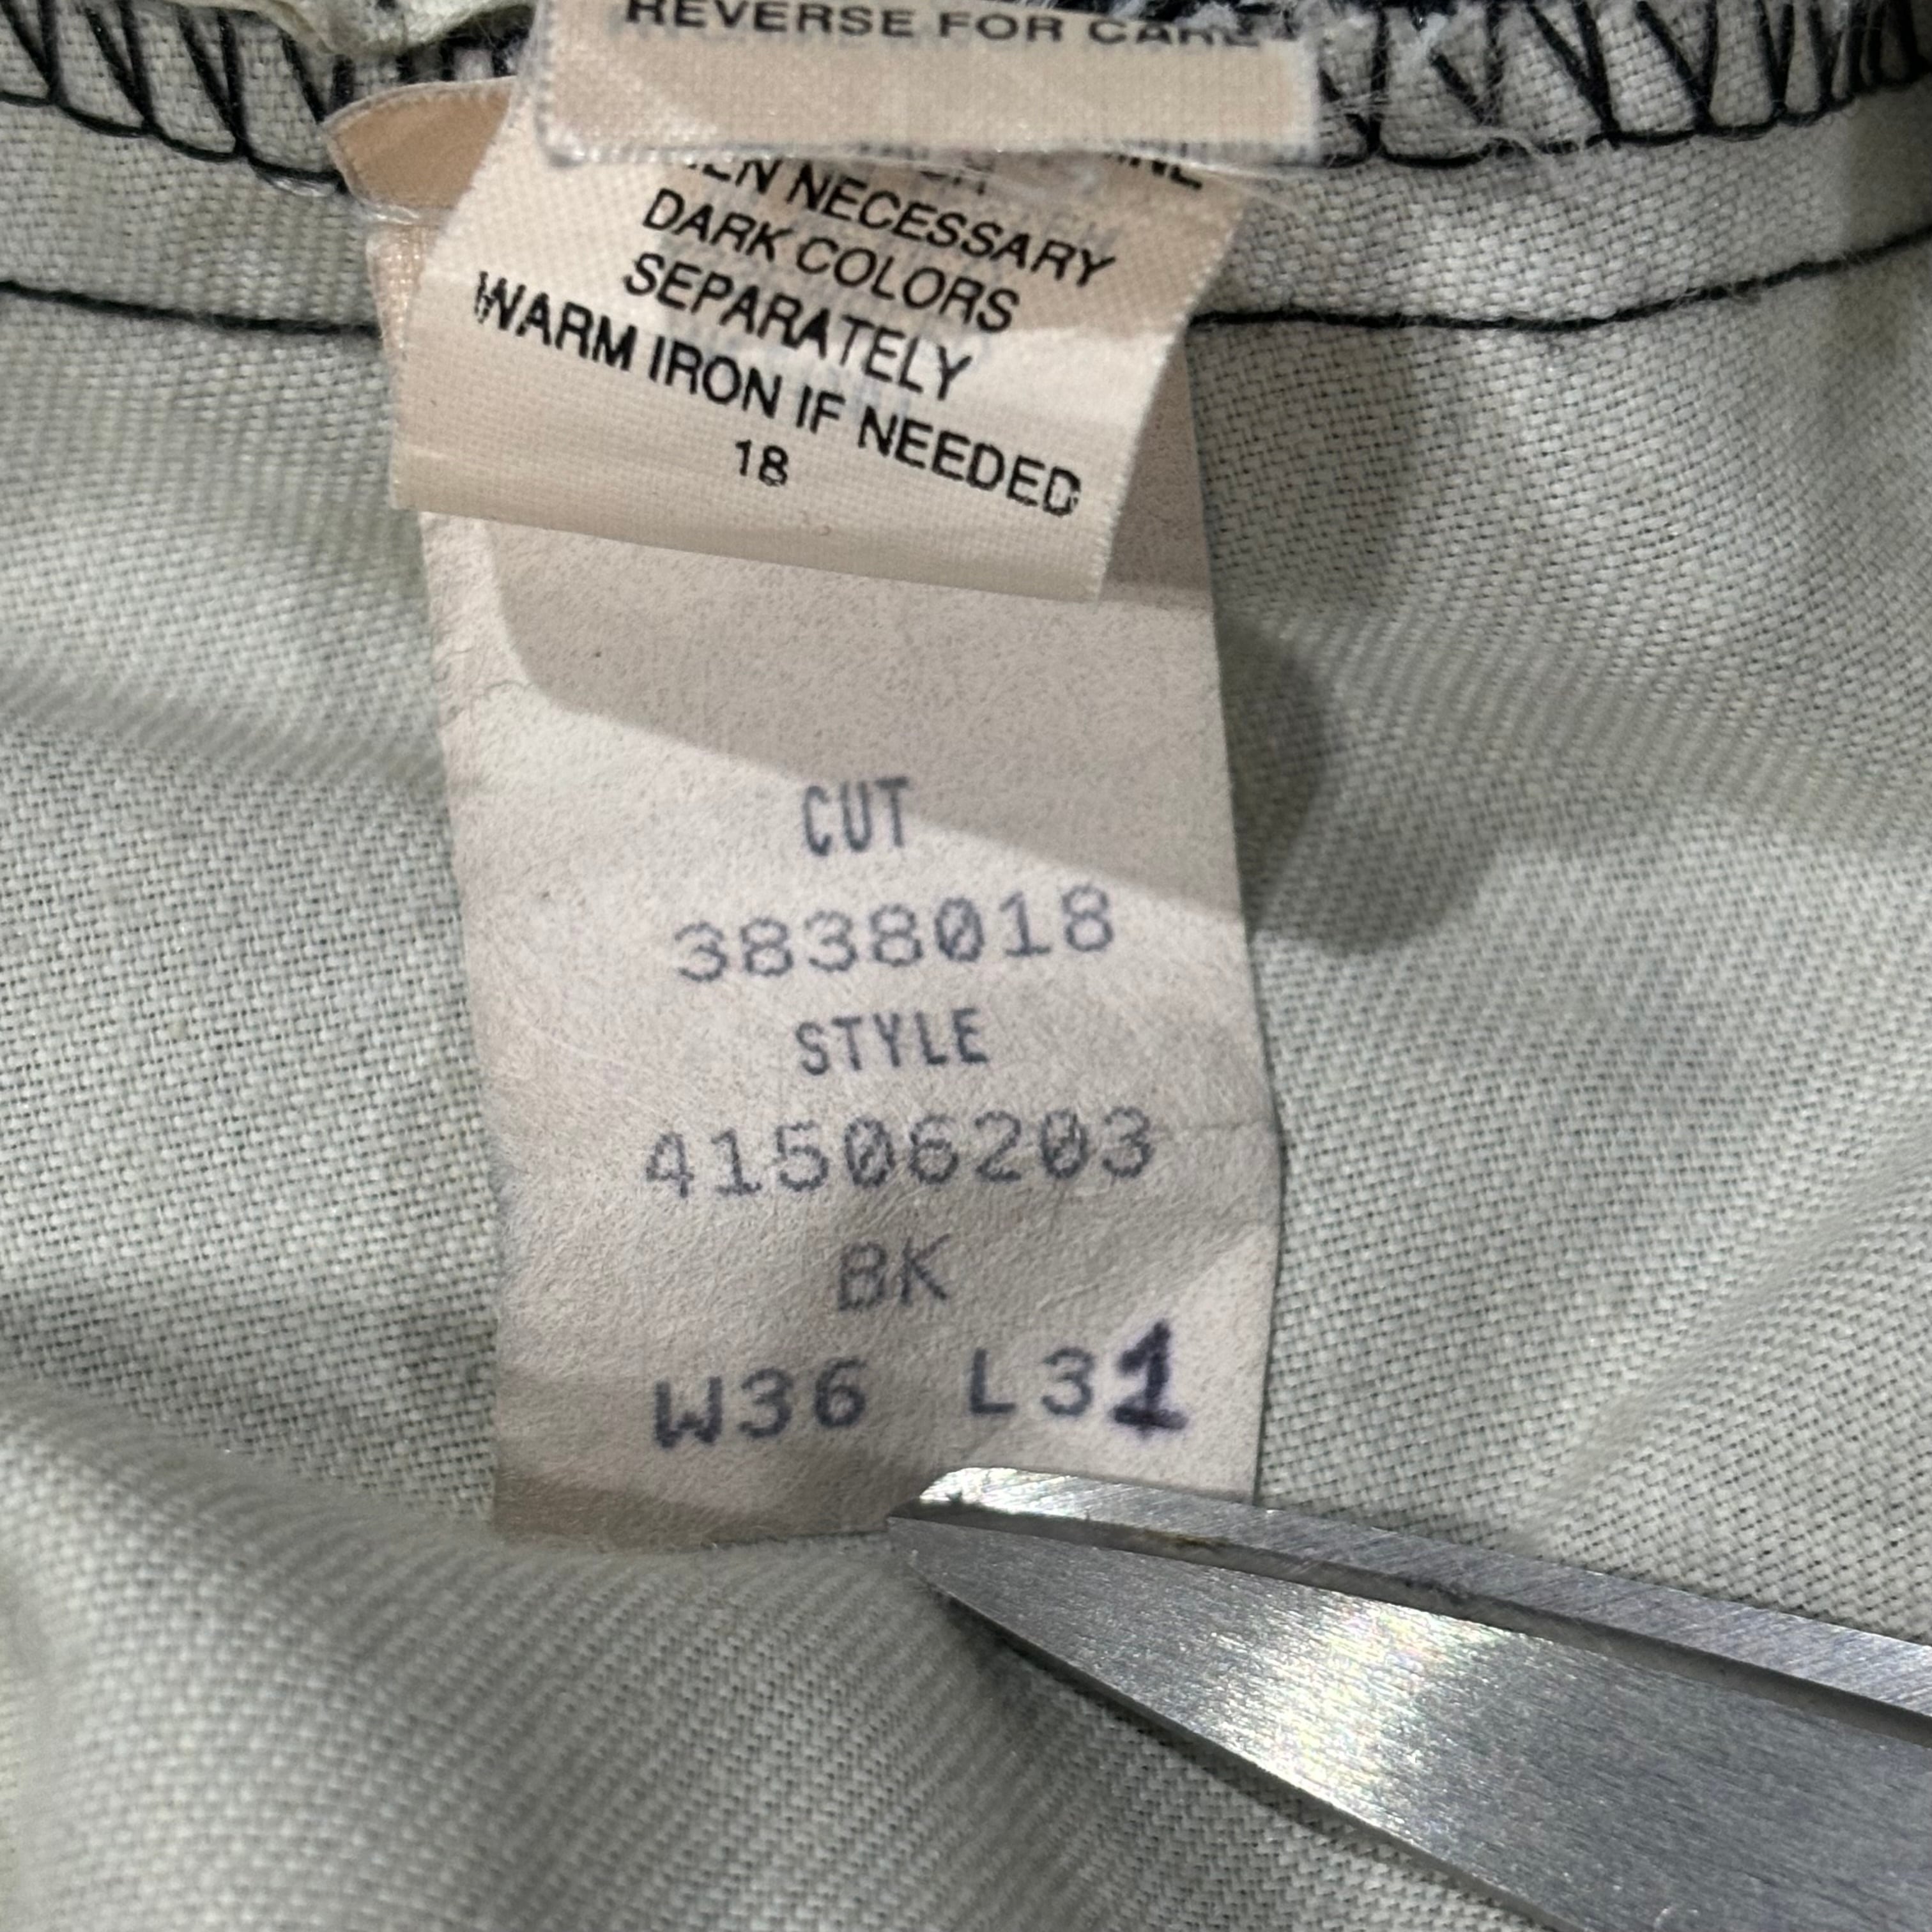 REVERSE FOR CARE
NECESSARY
DARK COLORS
SEPARATELY
WARM IRON IF NEEDED
18
CUT
3838018
STYLE
41506203
BK
W36 L31